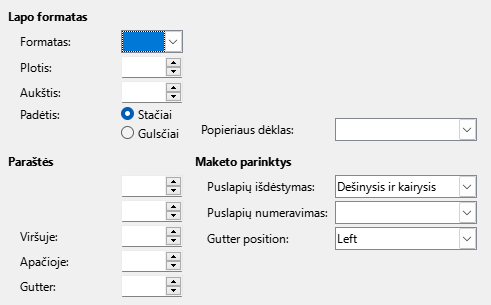 Lapo formatas
Formatas:
Plotis:
Aukštis:
Padėtis:
Stačiai
Gulsčiai
Popieriaus dėklas:
Paraštės
Viršuje:
Apačioje:
Gutter:
Maketo parinktys
Puslapių išdėstymas:
Dešinysis ir kairysis
Puslapių numeravimas:
Gutter position:
Left